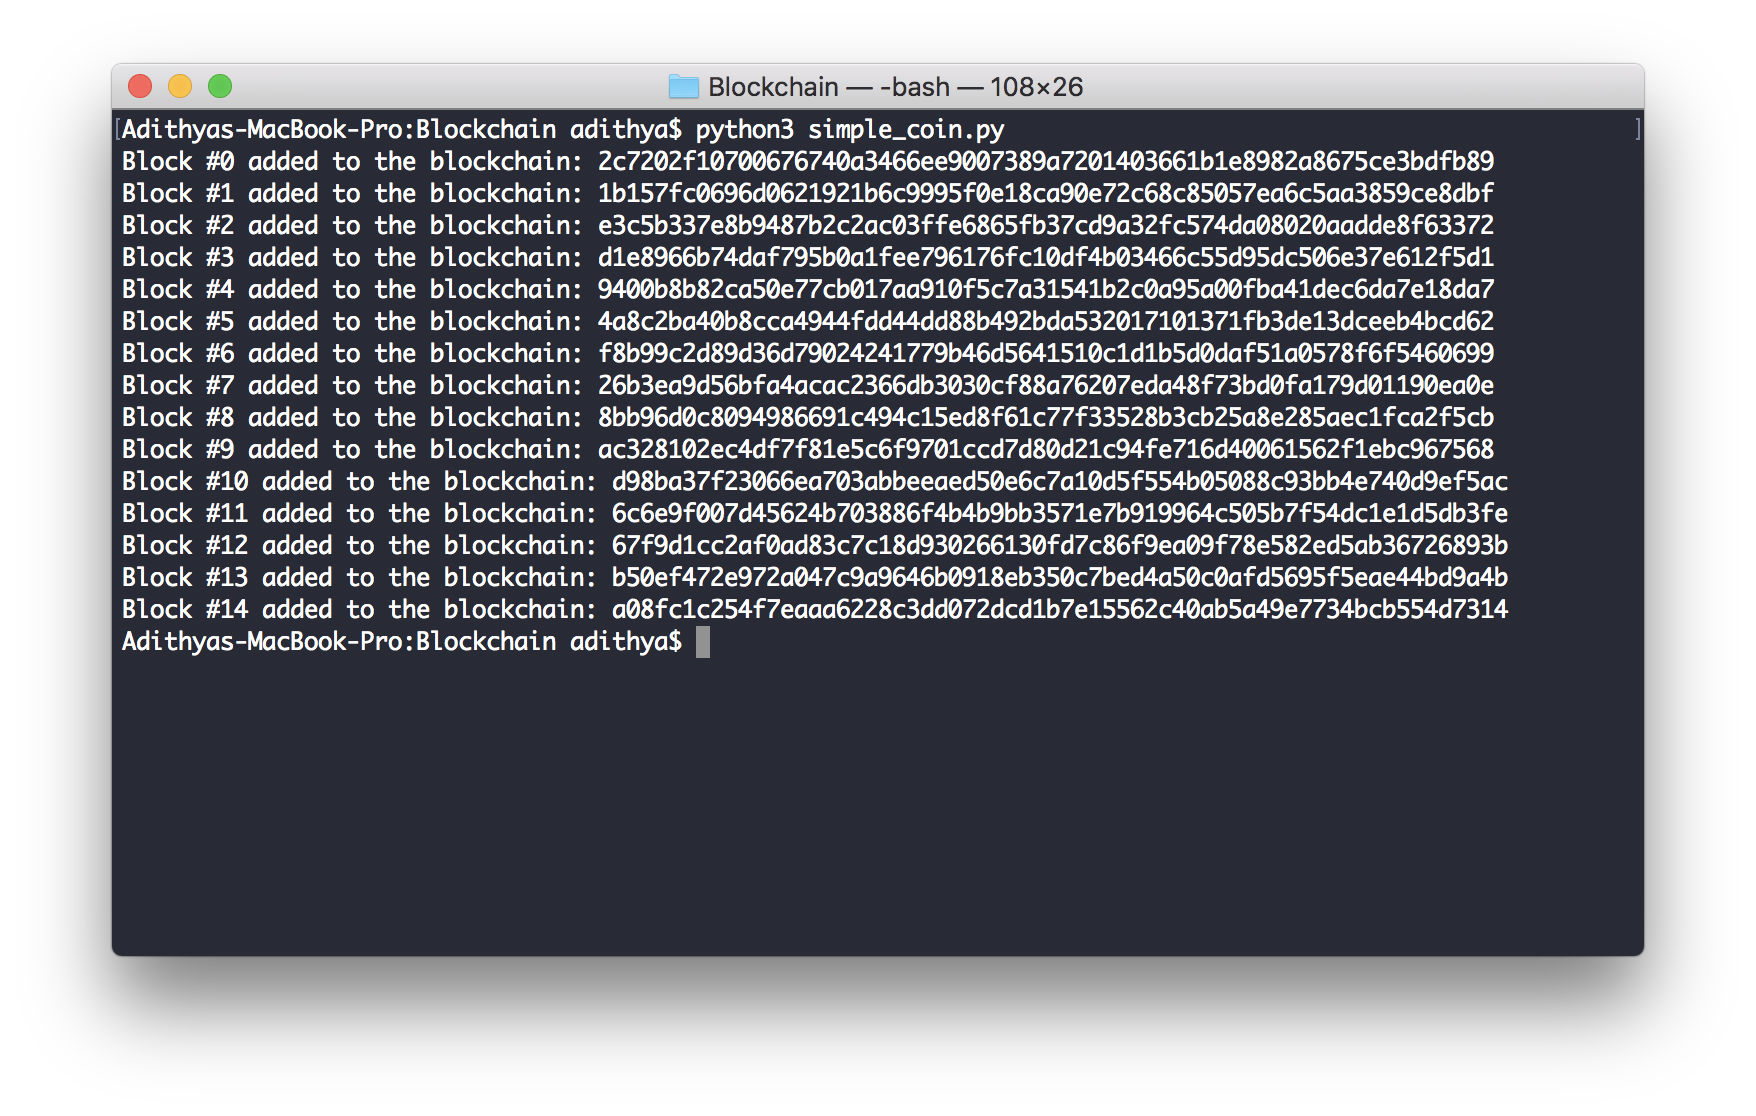 Blockchain — -bash — 108×26
Adithyas-MacBook-Pro:Blockchain adithya$ python3 simple_coin.py
Block #0 added to the blockchain: 2c7202f10700676740a3466ee9007389a7201403661b1e8982a8675ce3bdfb89
Block #1 added to the blockchain: 1b157fc0696d0621921b6c9995f0e18ca90e72c68c85057ea6c5aa3859ce8dbf
Block #2 added to the blockchain: e3c5b337e8b9487b2c2ac03ffe6865fb37cd9a32fc574da08020aadde8f63372
Block #3 added to the blockchain: d1e8966b74daf795b0a1fee796176fc10df4b03466c55d95dc506e37e612f5d1
Block #4 added to the blockchain: 9400b8b82ca50e77cb017aa910f5c7a31541b2c0a95a00fba41dec6da7e18da7
Block #5 added to the blockchain: 4a8c2ba40b8cca4944fdd44dd88b492bda532017101371fb3de13dceeb4bcd62
Block #6 added to the blockchain: f8b99c2d89d36d79024241779b46d5641510c1d1b5d0daf51a0578f6f5460699
Block #7 added to the blockchain: 26b3ea9d56bfa4acac2366db3030cf88a76207eda48f73bd0fa179d01190ea0e
Block #8 added to the blockchain: 8bb96d0c8094986691c494c15ed8f61c77f33528b3cb25a8e285aec1fca2f5cb
Block #9 added to the blockchain: ac328102ec4df7f81e5c6f9701ccd7d80d21c94fe716d40061562f1ebc967568
Block #10 added to the blockchain: d98ba37f23066ea703abbeeaed50e6c7a10d5f554b05088c93bb4e740d9ef5ac
Block #11 added to the blockchain: 6c6e9f007d45624b703886f4b4b9bb3571e7b919964c505b7f54dc1e1d5db3fe
Block #12 added to the blockchain: 67f9d1cc2af0ad83c7c18d930266130fd7c86f9ea09f78e582ed5ab36726893b
Block #13 added to the blockchain: b50ef472e972a047c9a9646b0918eb350c7bed4a50c0afd5695f5eae44bd9a4b
Block #14 added to the blockchain: a08fc1c254f7eaaa6228c3dd072dcd1b7e15562c40ab5a49e7734bcb554d7314
Adithyas-MacBook-Pro:Blockchain adithya$